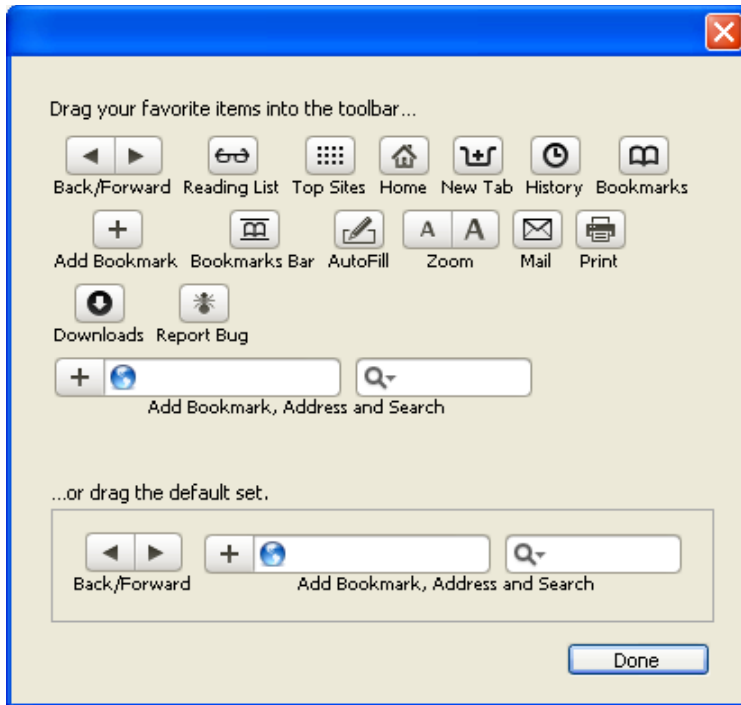 Drag your favorite items into the toolbar...
Back/Forward Reading List Top Sites Home New Tab History Bookmarks
A A
Add Bookmark Bookmarks Bar AutoFill Zoom Mail Print
Downloads Report Bug
Add Bookmark, Address and Search
...or drag the default set.
Back/Forward Add Bookmark, Address and Search
Done